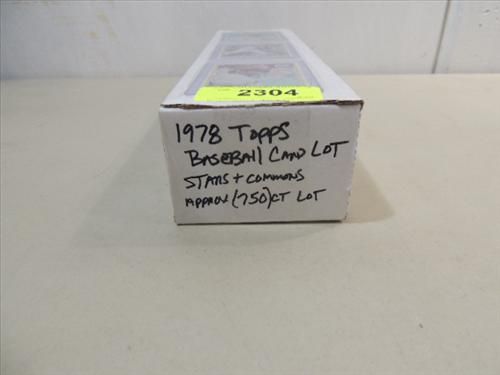 2304
1978 TOPPS
BASEBALL CARD LOT
STARS + COMMONS
APPROX (750) CT LOT